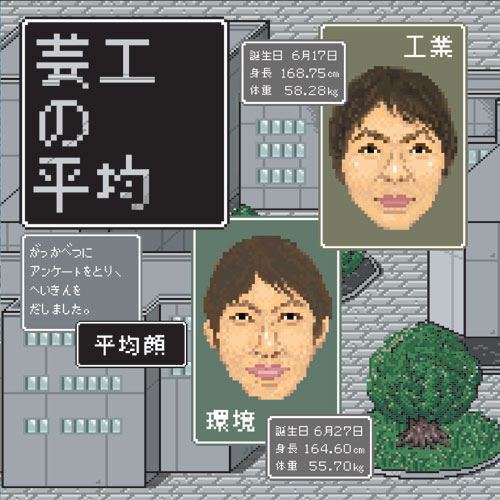 芸工
の
平均
誕生日 6月17日
身長 168.75cm
体重 58.28kg
工業
がっかべつに
アンケートをとり、
へいきんを
だしました。
平均顔
環境
誕生日 6月27日
身長 164.60cm
体重 55.70kg